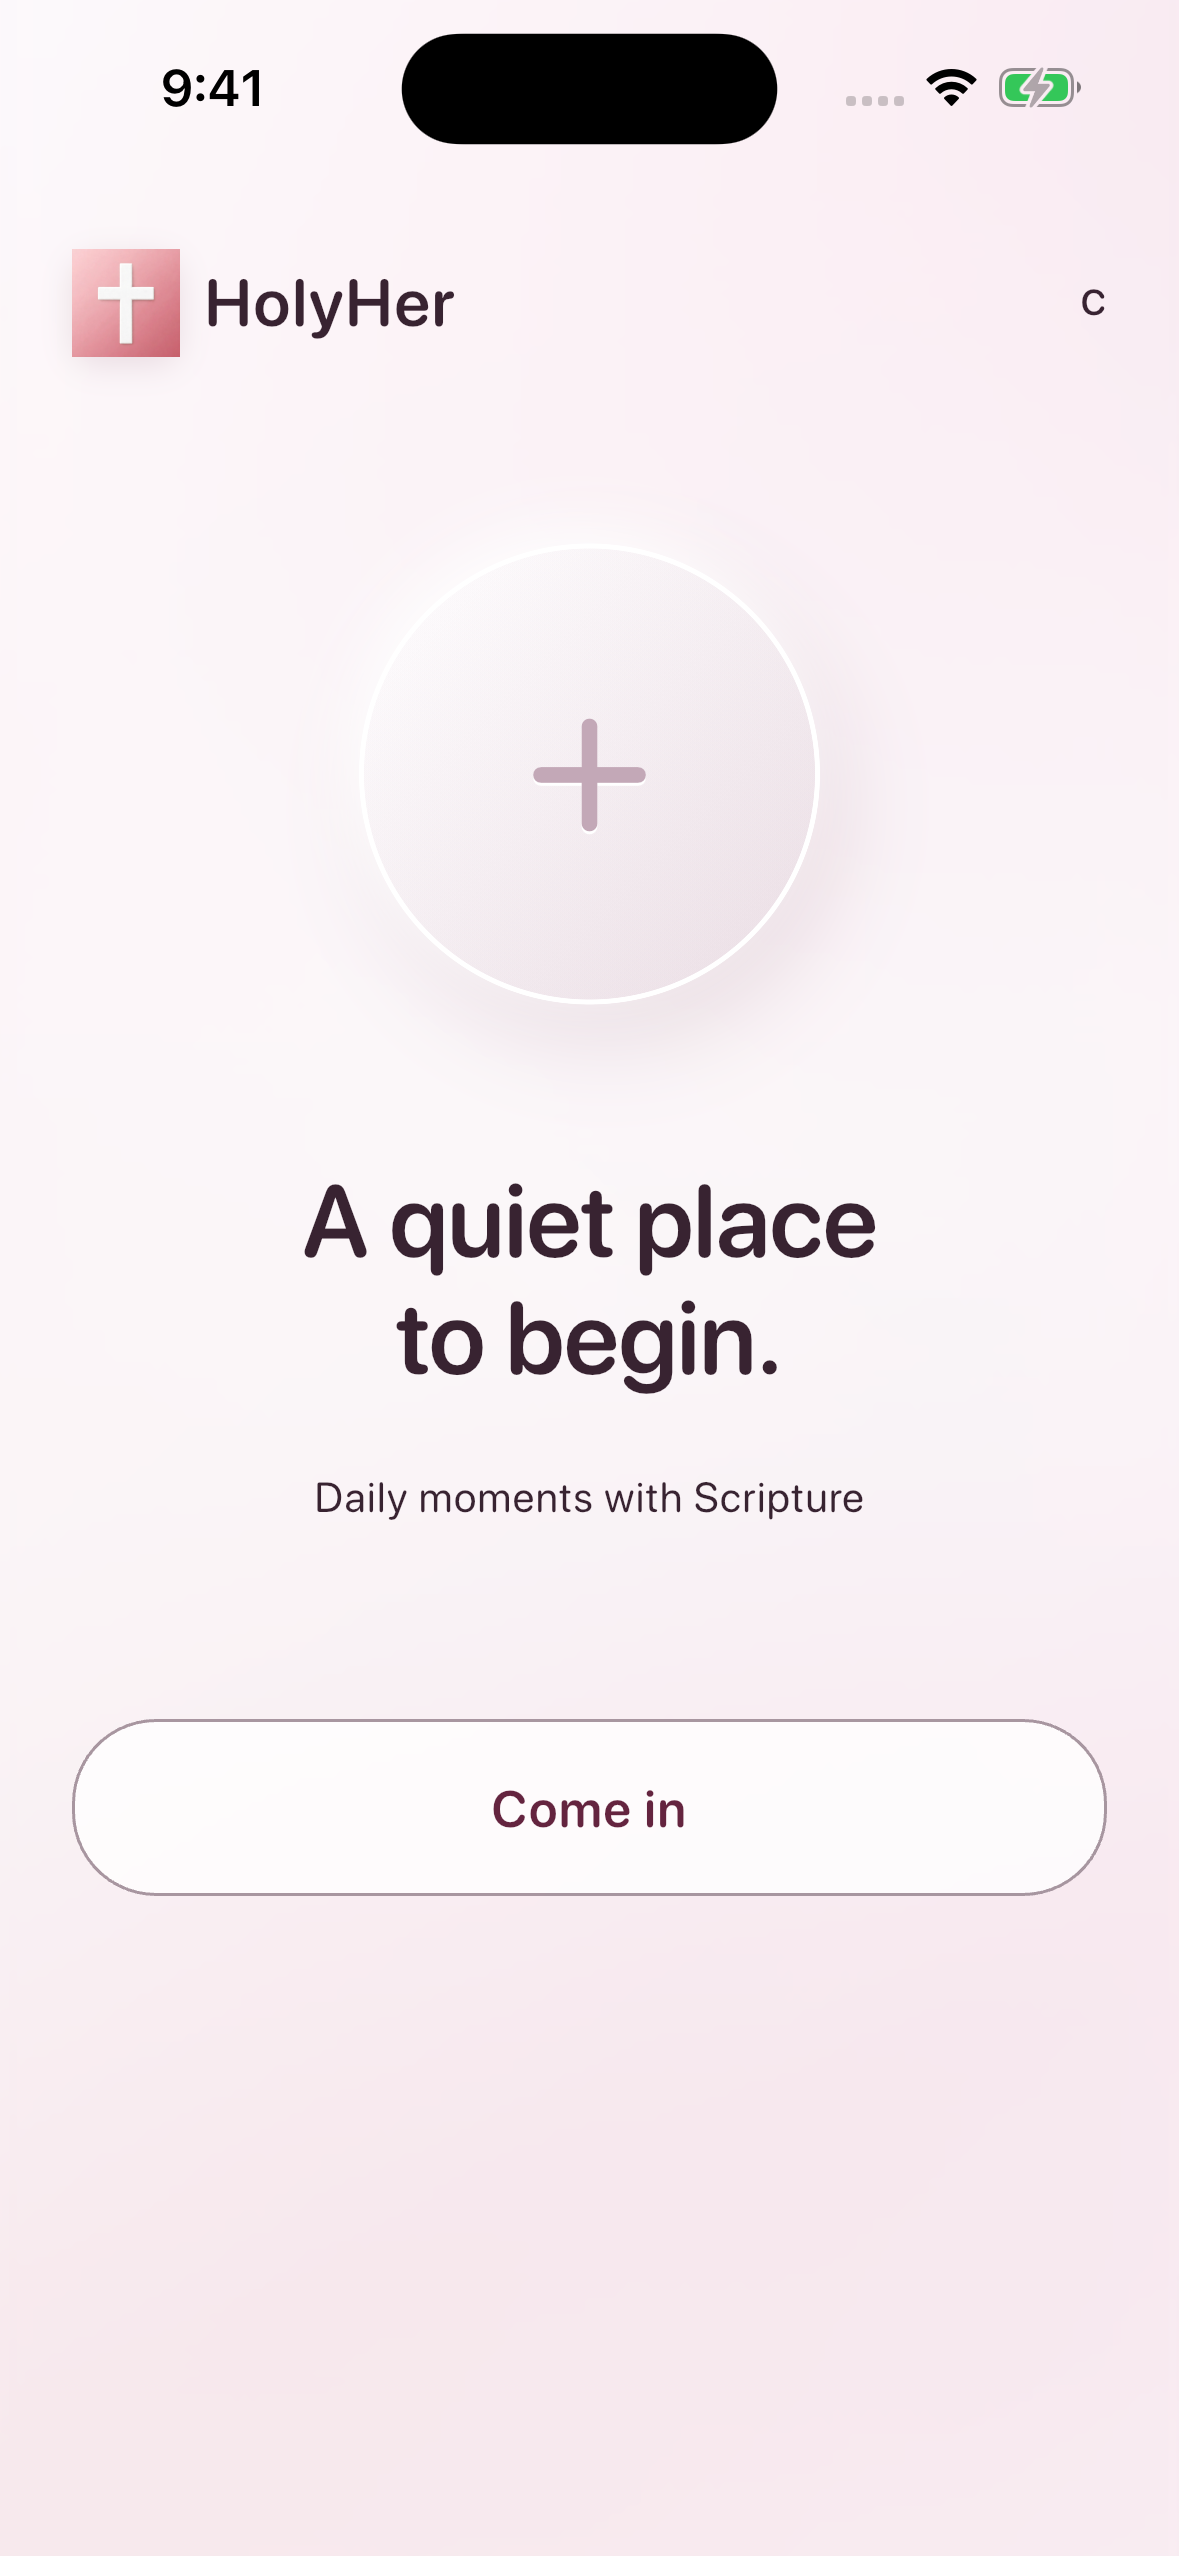 9:41
HolyHer
c
A quiet place
to begin.
Daily moments with Scripture
Come in